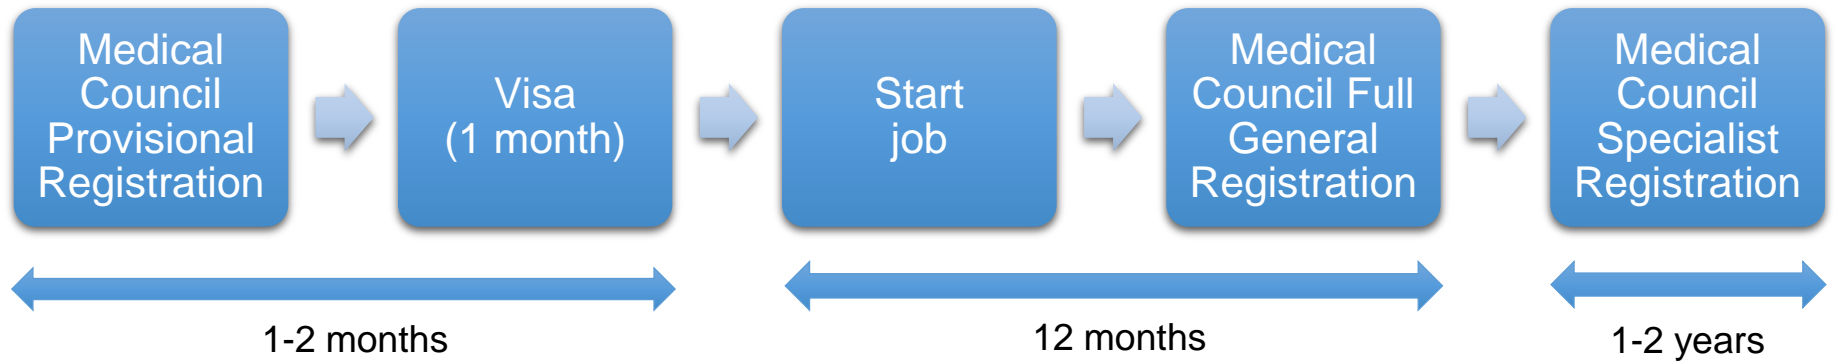 Medical
Council
Provisional
Registration
Visa
(1 month)
Start
job
Medical
Council Full
General
Registration
Medical
Council
Specialist
Registration
1-2 months
12 months
1-2 years